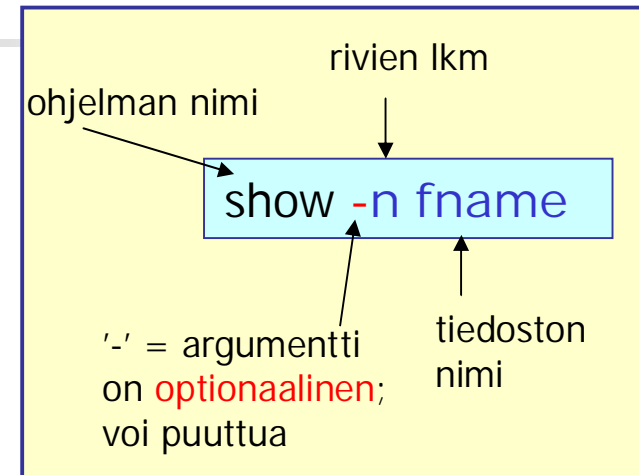 rivien lkm
ohjelman nimi
show -n fname
'-' = argumentti
on optionaalinen;
voi puuttua
tiedoston
nimi